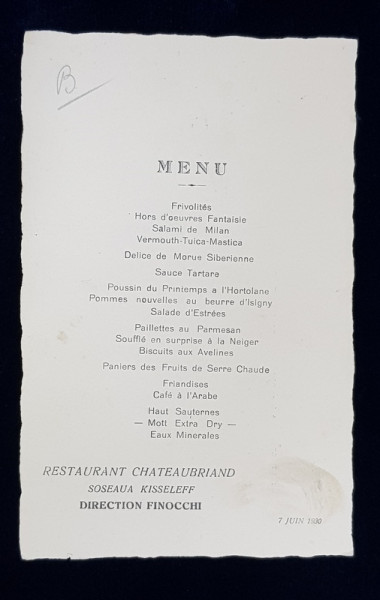 B
MENU
Frivolités
Hors d'oeuvres Fantaisie
Salami de Milan
Vermouth-Tuica-Mastica
Delice de Morue Siberienne
Sauce Tartare
Poussin du Printemps a l'Hortolane
Pommes nouvelles au beurre d'Isigny
Salade d'Estrées
Paillettes au Parmesan
Soufflé en surprise à la Neiger
Biscuits aux Avelines
Paniers des Fruits de Serre Chaude
Friandises
Café à l'Arabe
Haut Sauternes
— Mott Extra Dry —
Eaux Minerales
RESTAURANT CHATEAUBRIAND
SOSEAUA KISSELEFF
DIRECTION FINOCCHI
7 JUIN